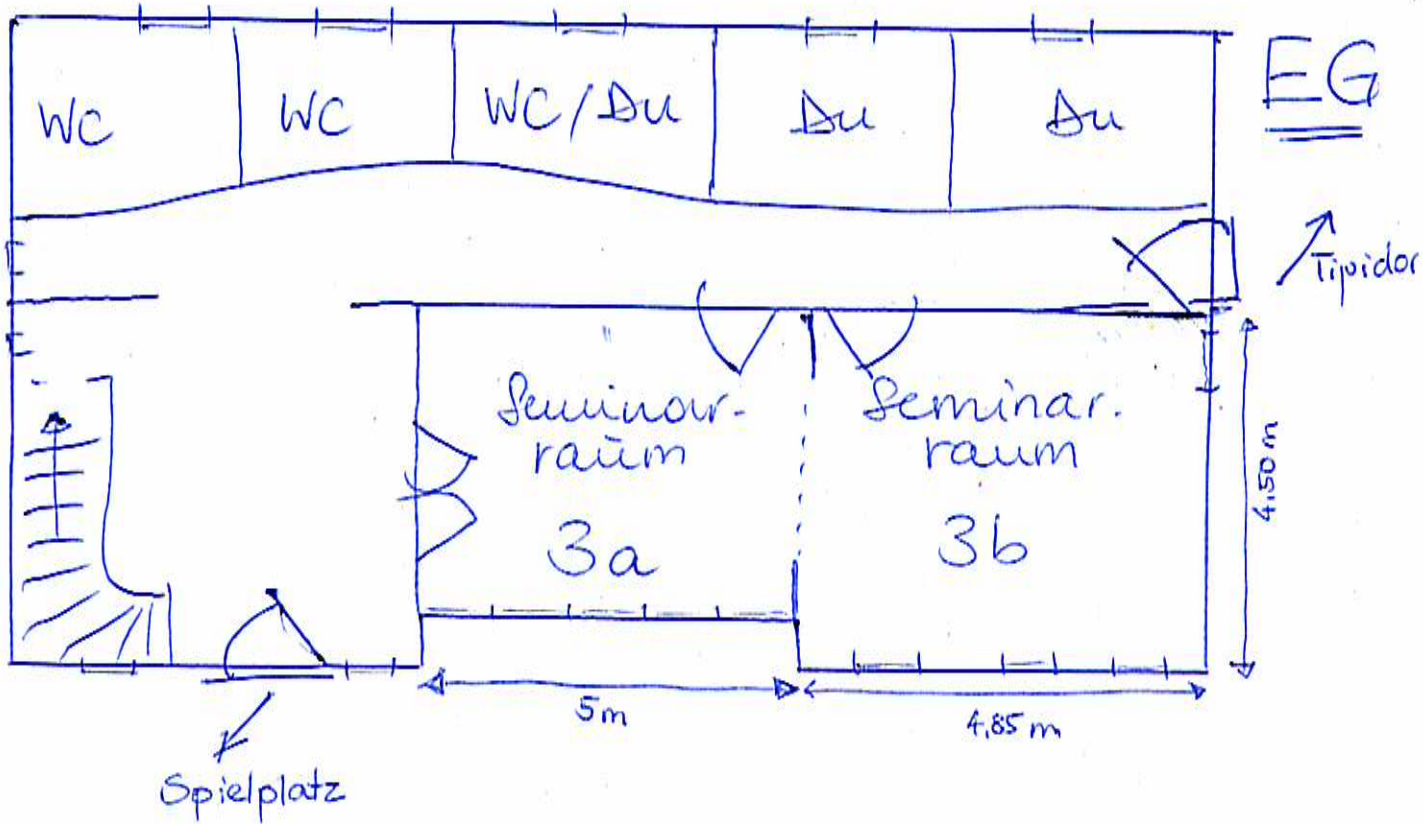 EG
WC
WC
WC/Du
Du
Du
Tipidor
Seminar-
raum
3a
Seminar-
raum
3b
4,50 m
5m
4,85 m
Spielplatz